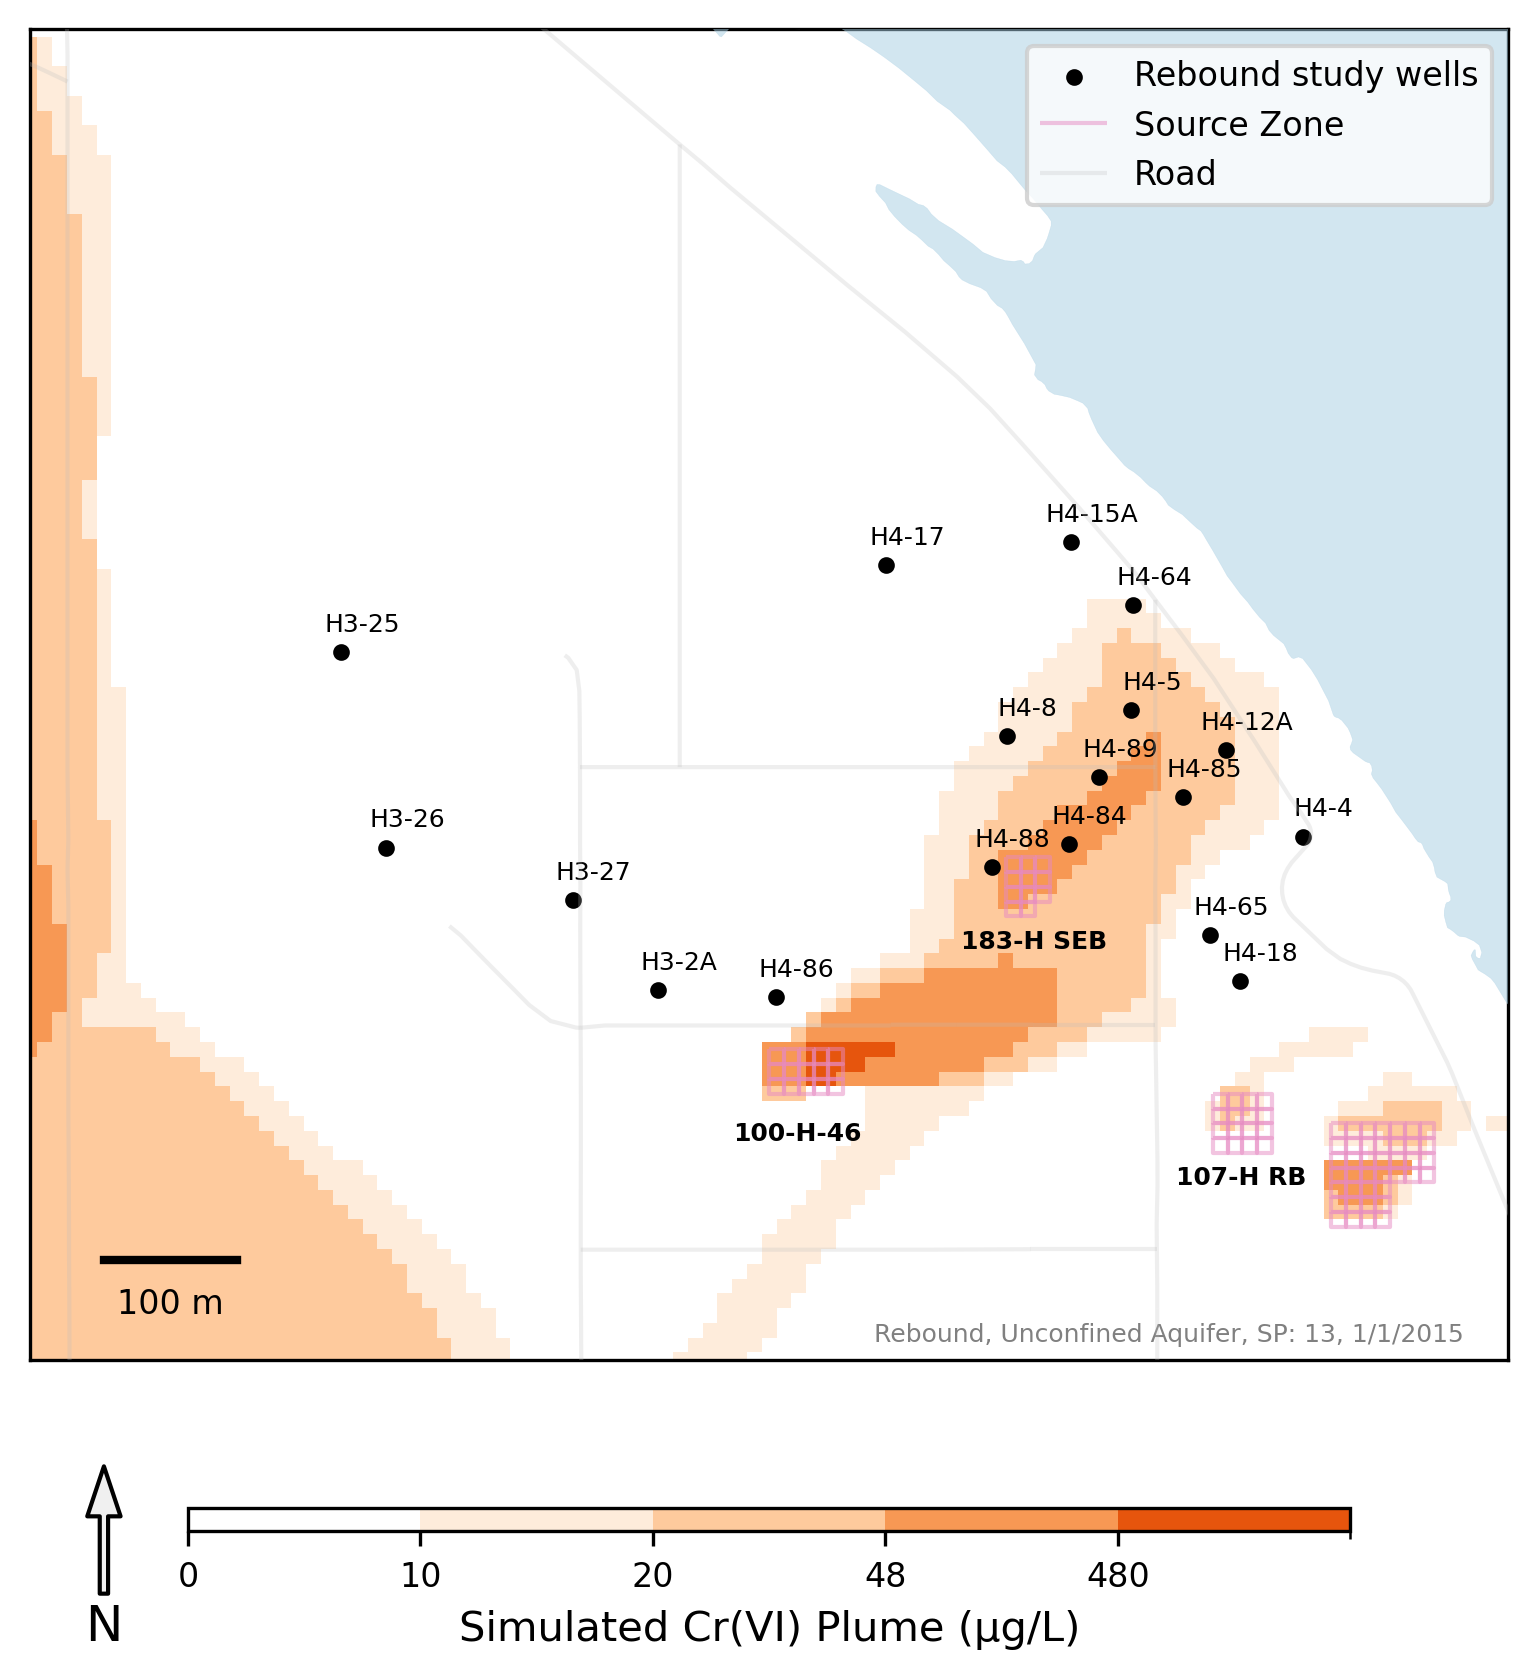 Rebound study wells
Source Zone
Road
H4-15A
H4-17
H4-64
H3-25
H4-5
H4-8
H4-12A
H4-89
H4-85
H4-4
H3-26
H4-84
H4-88
H3-27
H4-65
183-H SEB
H4-18
H3-2A
H4-86
100-H-46
107-H RB
100 m
Rebound, Unconfined Aquifer, SP: 13, 1/1/2015
0 10 20 48 480
N
Simulated Cr(VI) Plume (μg/L)